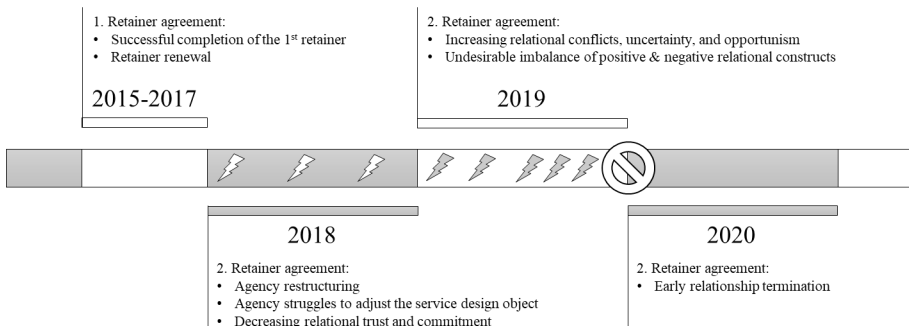 1. Retainer agreement:
• Successful completion of the 1st retainer
• Retainer renewal
2015-2017
2. Retainer agreement:
• Increasing relational conflicts, uncertainty, and opportunism
• Undesirable imbalance of positive & negative relational constructs
2019
2018
2. Retainer agreement:
• Agency restructuring
• Agency struggles to adjust the service design object
• Decreasing relational trust and commitment
2020
2. Retainer agreement:
• Early relationship termination